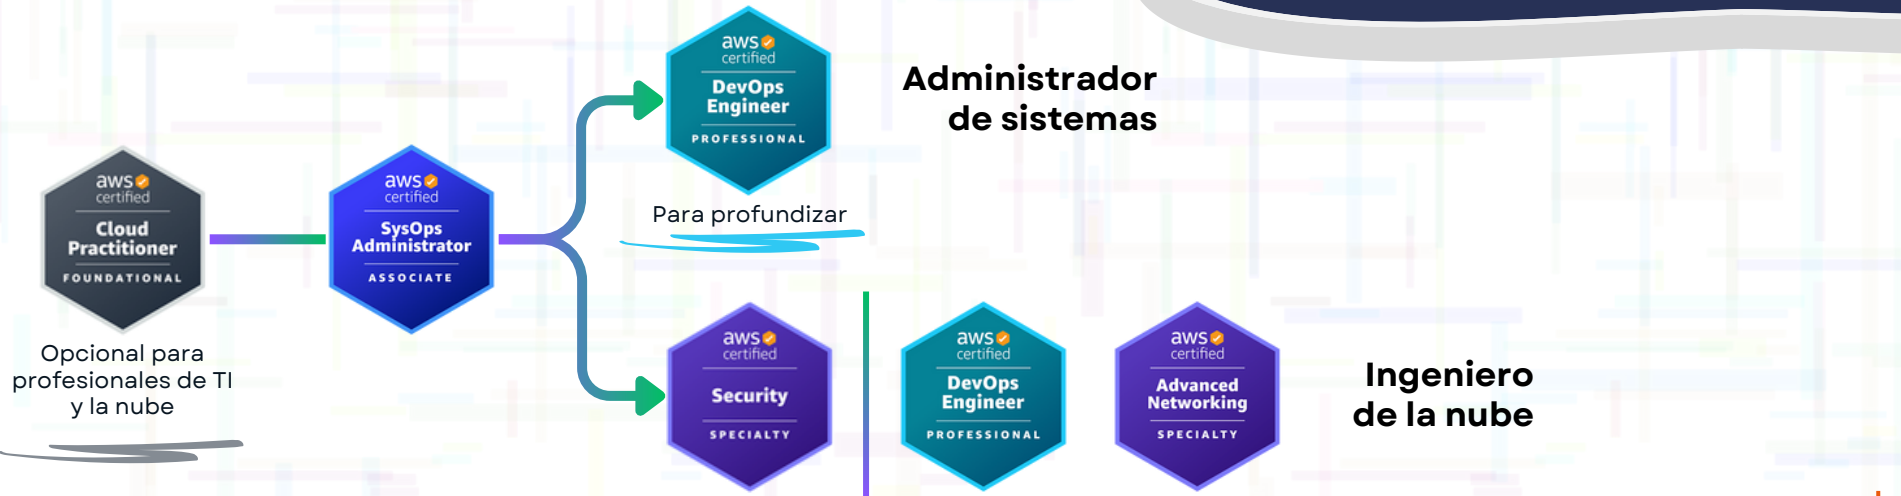 aws
certified
Cloud
Practitioner
FOUNDATIONAL
Opcional para
profesionales de TI
y la nube
aws
certified
SysOps
Administrator
ASSOCIATE
aws
certified
DevOps
Engineer
PROFESSIONAL
Para profundizar
Administrador
de sistemas
aws
certified
Security
SPECIALTY
aws
certified
DevOps
Engineer
PROFESSIONAL
aws
certified
Advanced
Networking
SPECIALTY
Ingeniero
de la nube